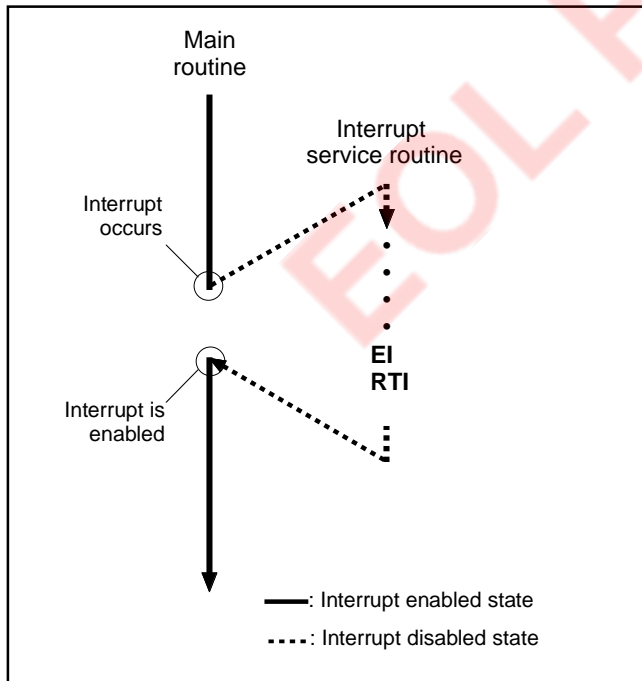 Main
routine
Interrupt
service routine
Interrupt
occurs
EI
RTI
Interrupt is
enabled
: Interrupt enabled state
: Interrupt disabled state
EOL P